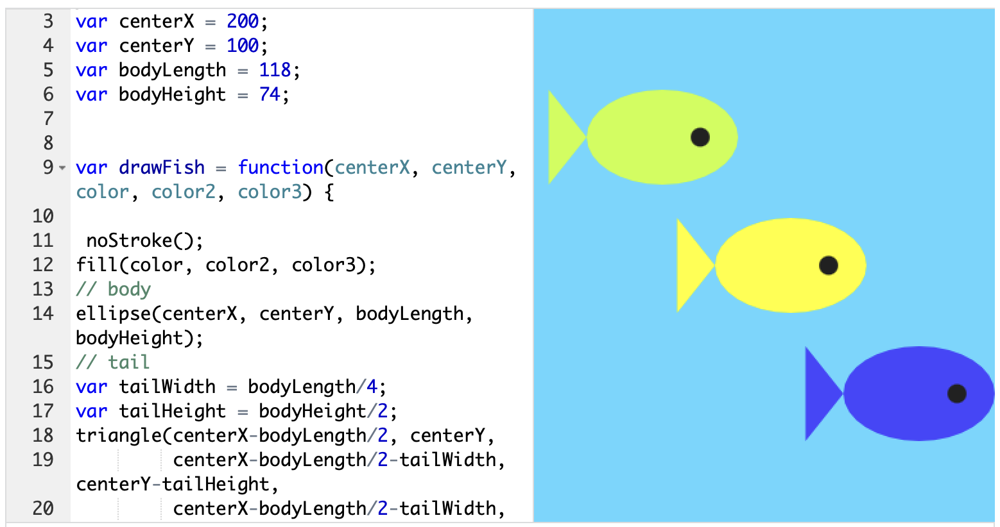 3 var centerX = 200;
4 var centerY = 100;
5 var bodyLength = 118;
6 var bodyHeight = 74;
7
8
9 var drawFish = function(centerX, centerY,
color, color2, color3) {
10
11 noStroke();
12 fill(color, color2, color3);
13 // body
14 ellipse(centerX, centerY, bodyLength,
bodyHeight);
15 // tail
16 var tailWidth = bodyLength/4;
17 var tailHeight = bodyHeight/2;
18 triangle(centerX-bodyLength/2, centerY,
19 centerX-bodyLength/2-tailWidth,
centerY-tailHeight,
20 centerX-bodyLength/2-tailWidth,